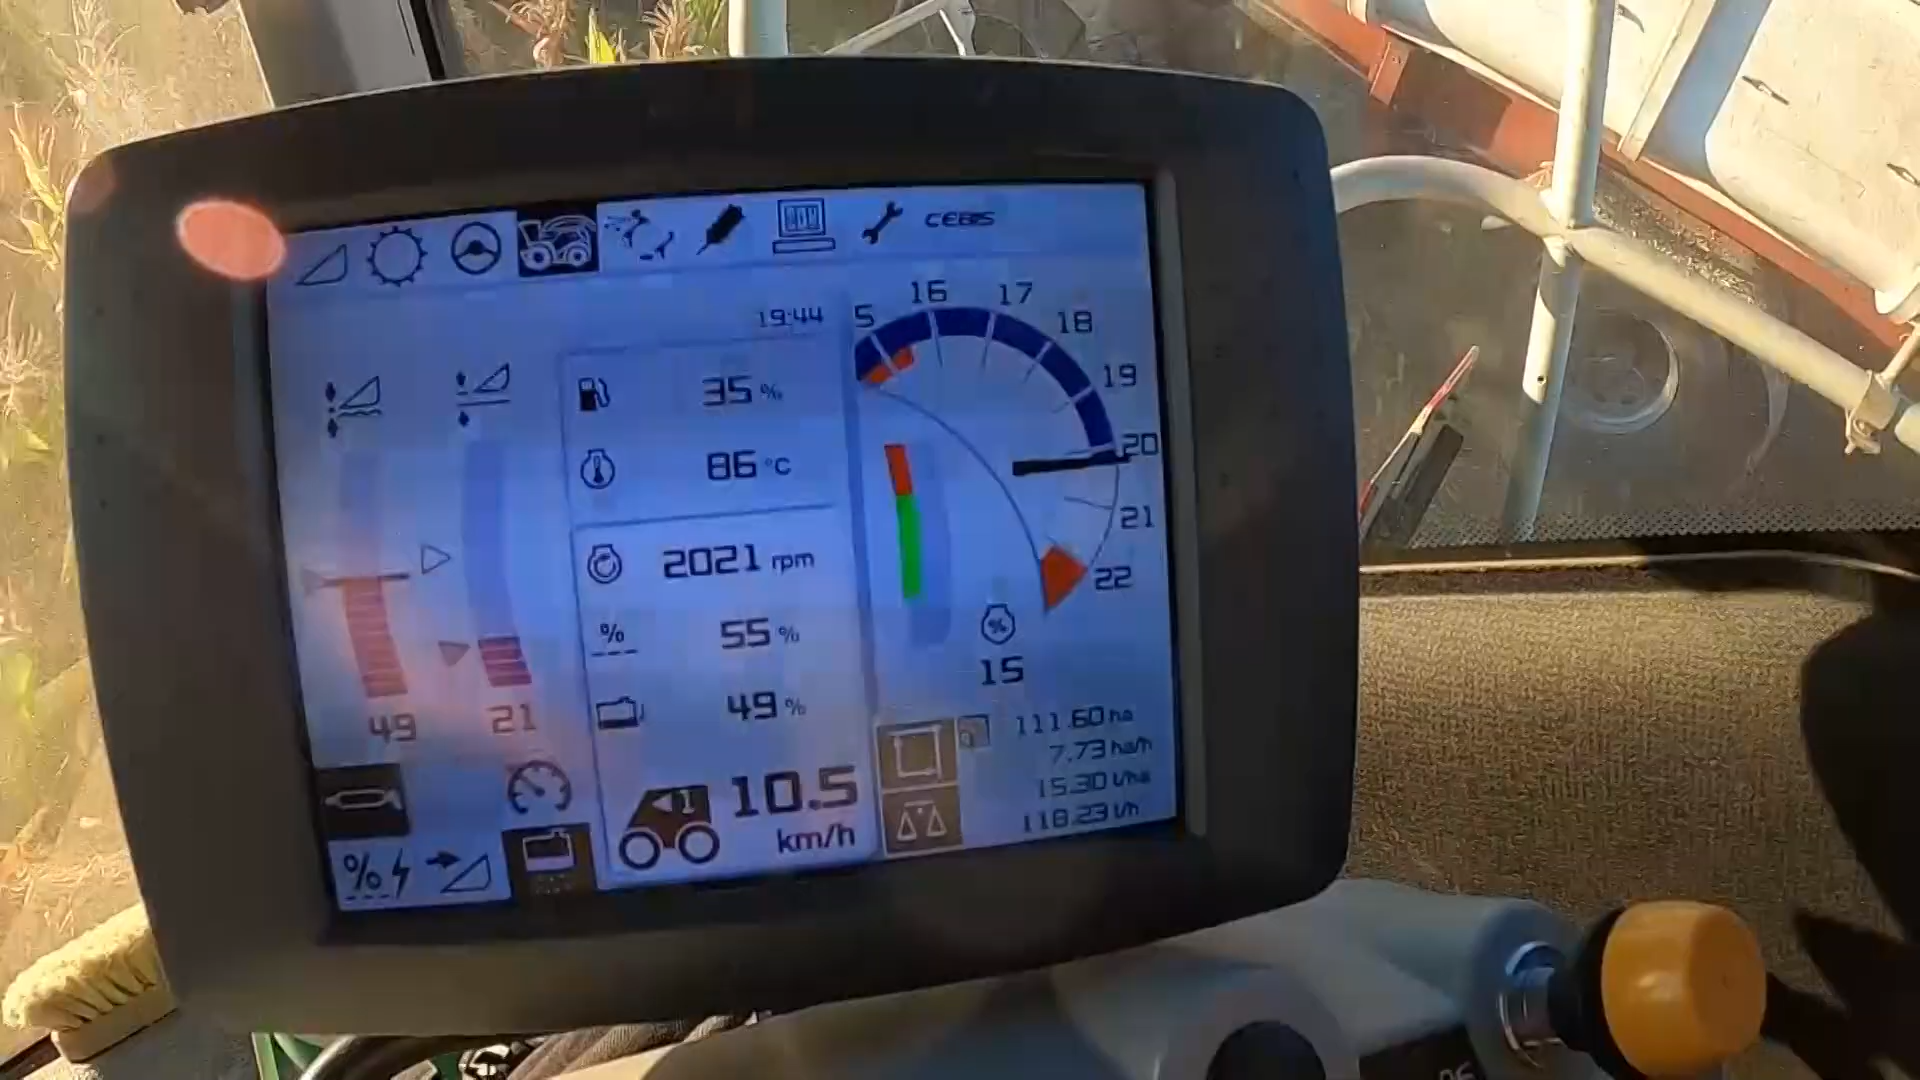 CEBIS
19:44
5 16 17 18 19 20 21 22
35 %
86 °C
2021 rpm
% 55 %
49 %
49 21
%
15
1 10.5
km/h
111.60 ha
7.73 ha/h
15.30 l/ha
118.23 l/h
%